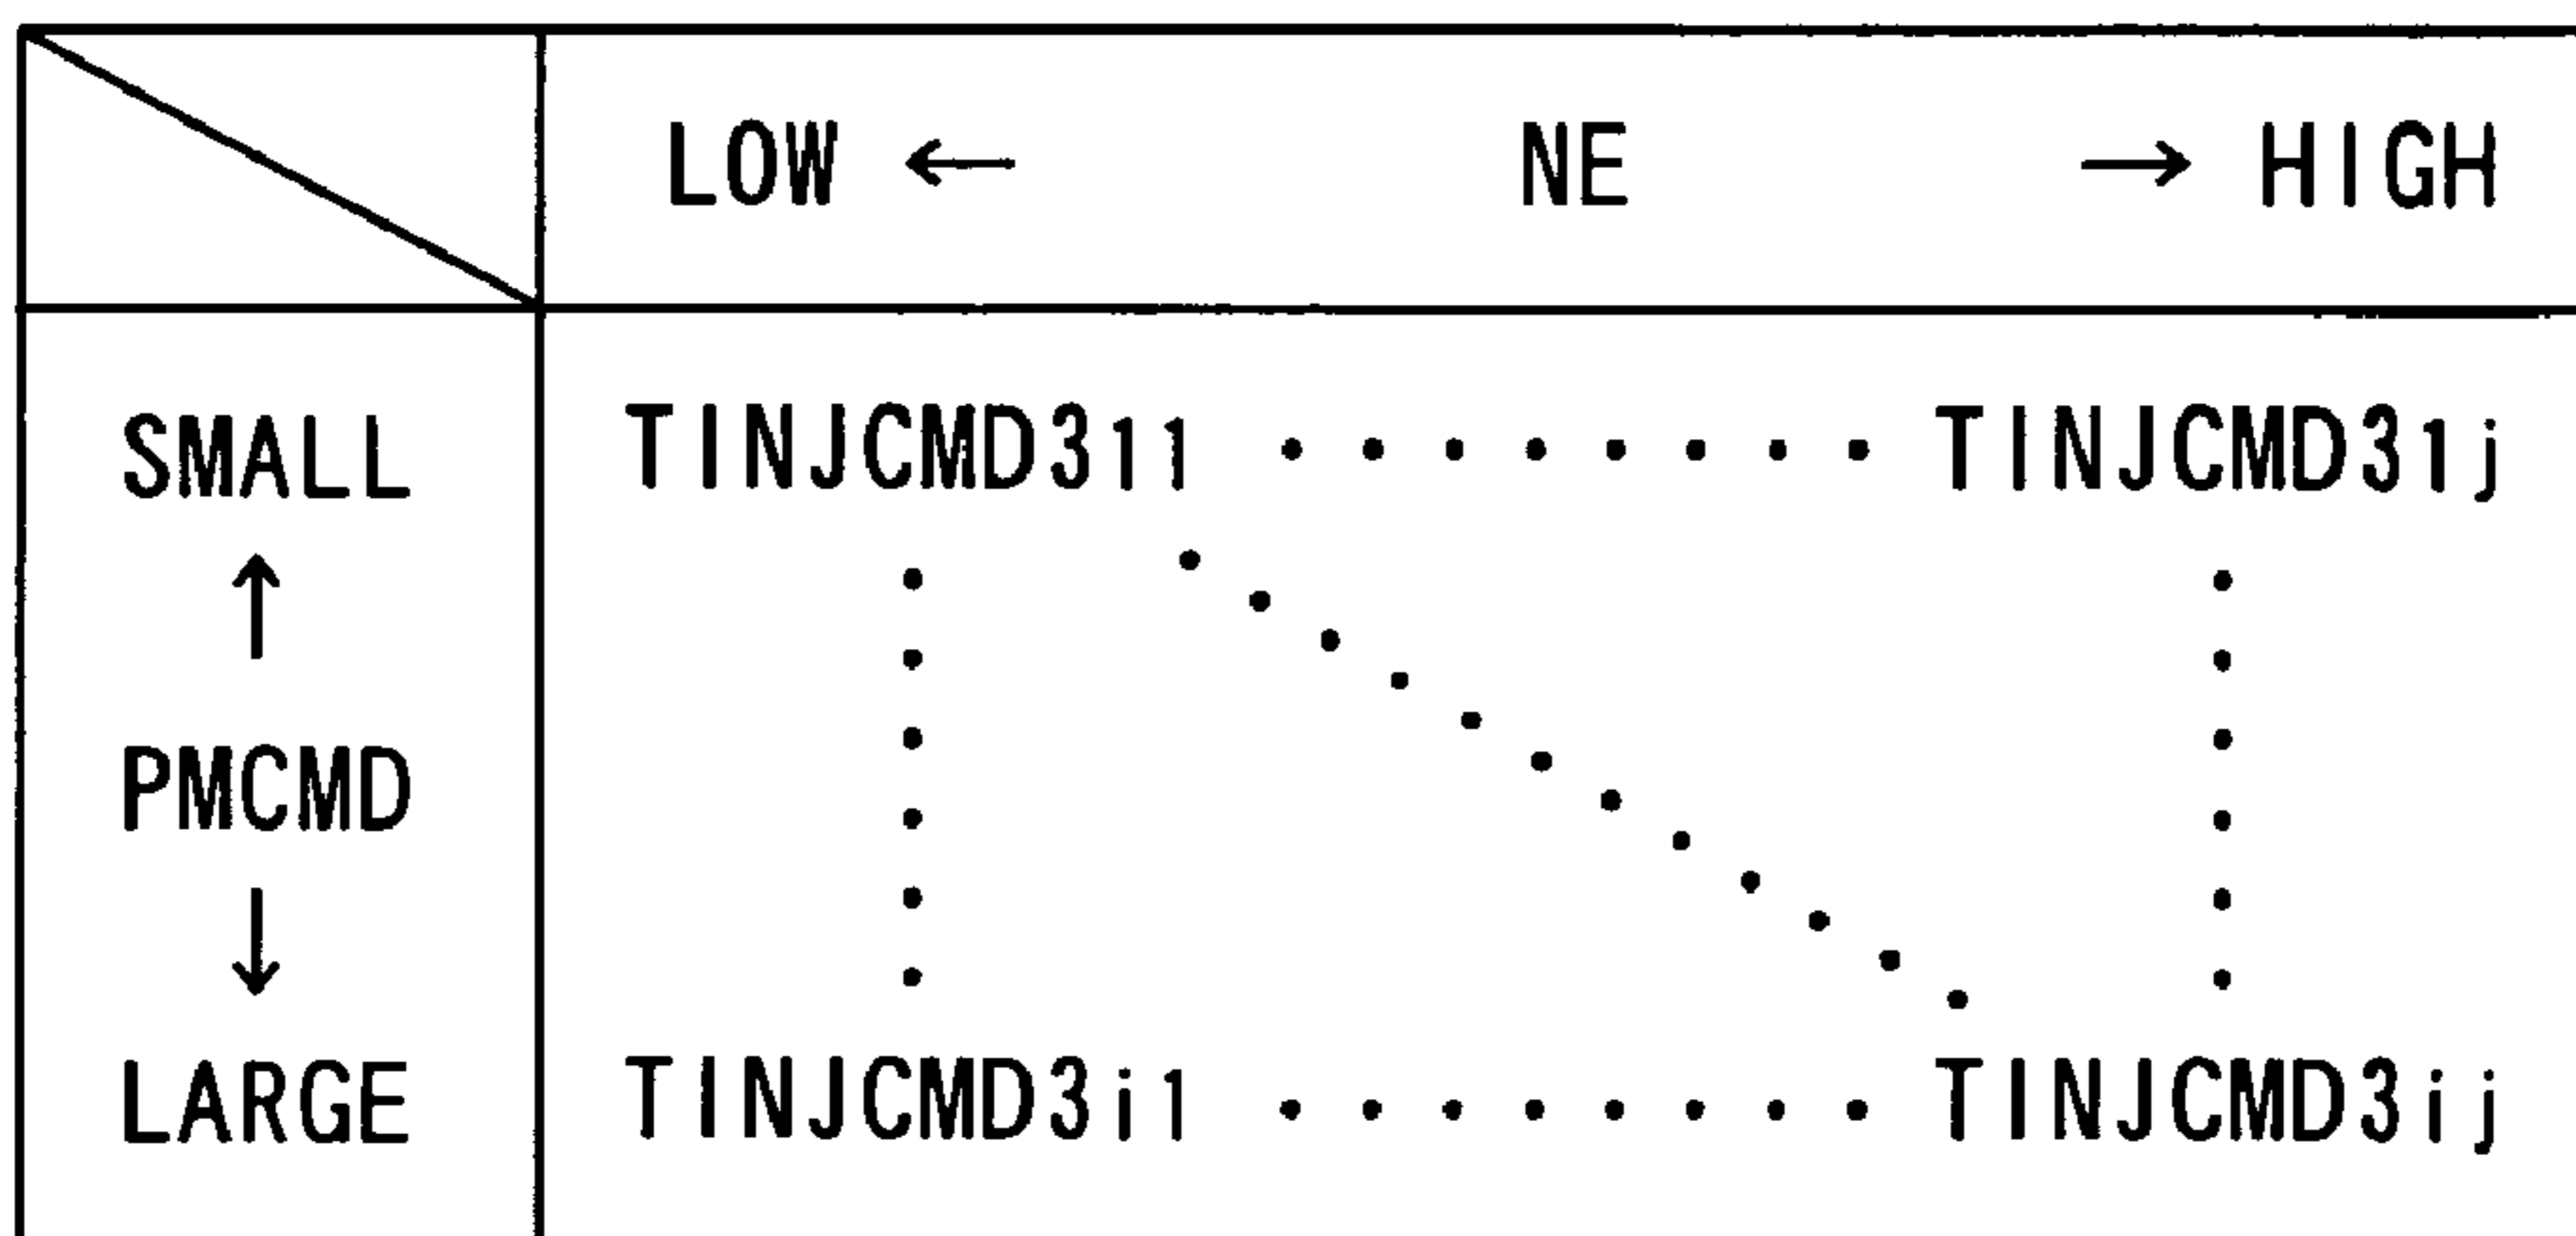 LOW ← NE → HIGH
SMALL TINJCMD311 ········ TINJCMD31j
↑
PMCMD
↓
LARGE TINJCMD3i1 ········ TINJCMD3ij